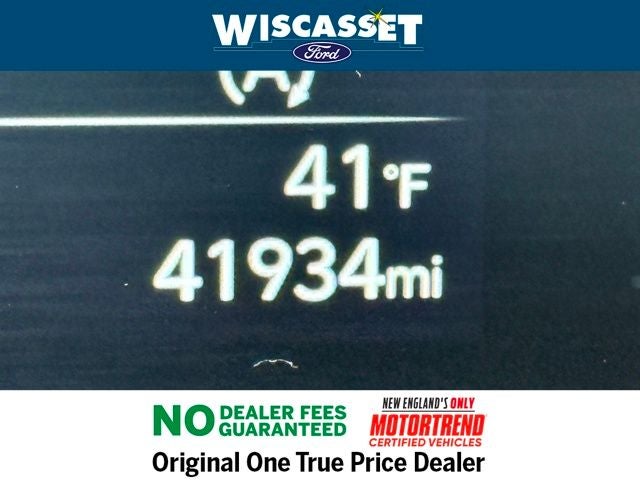 WISCASSET
Ford
(A)
41°F
41934mi
NO DEALER FEES GUARANTEED
NEW ENGLAND'S ONLY
MOTORTREND
CERTIFIED VEHICLES
Original One True Price Dealer